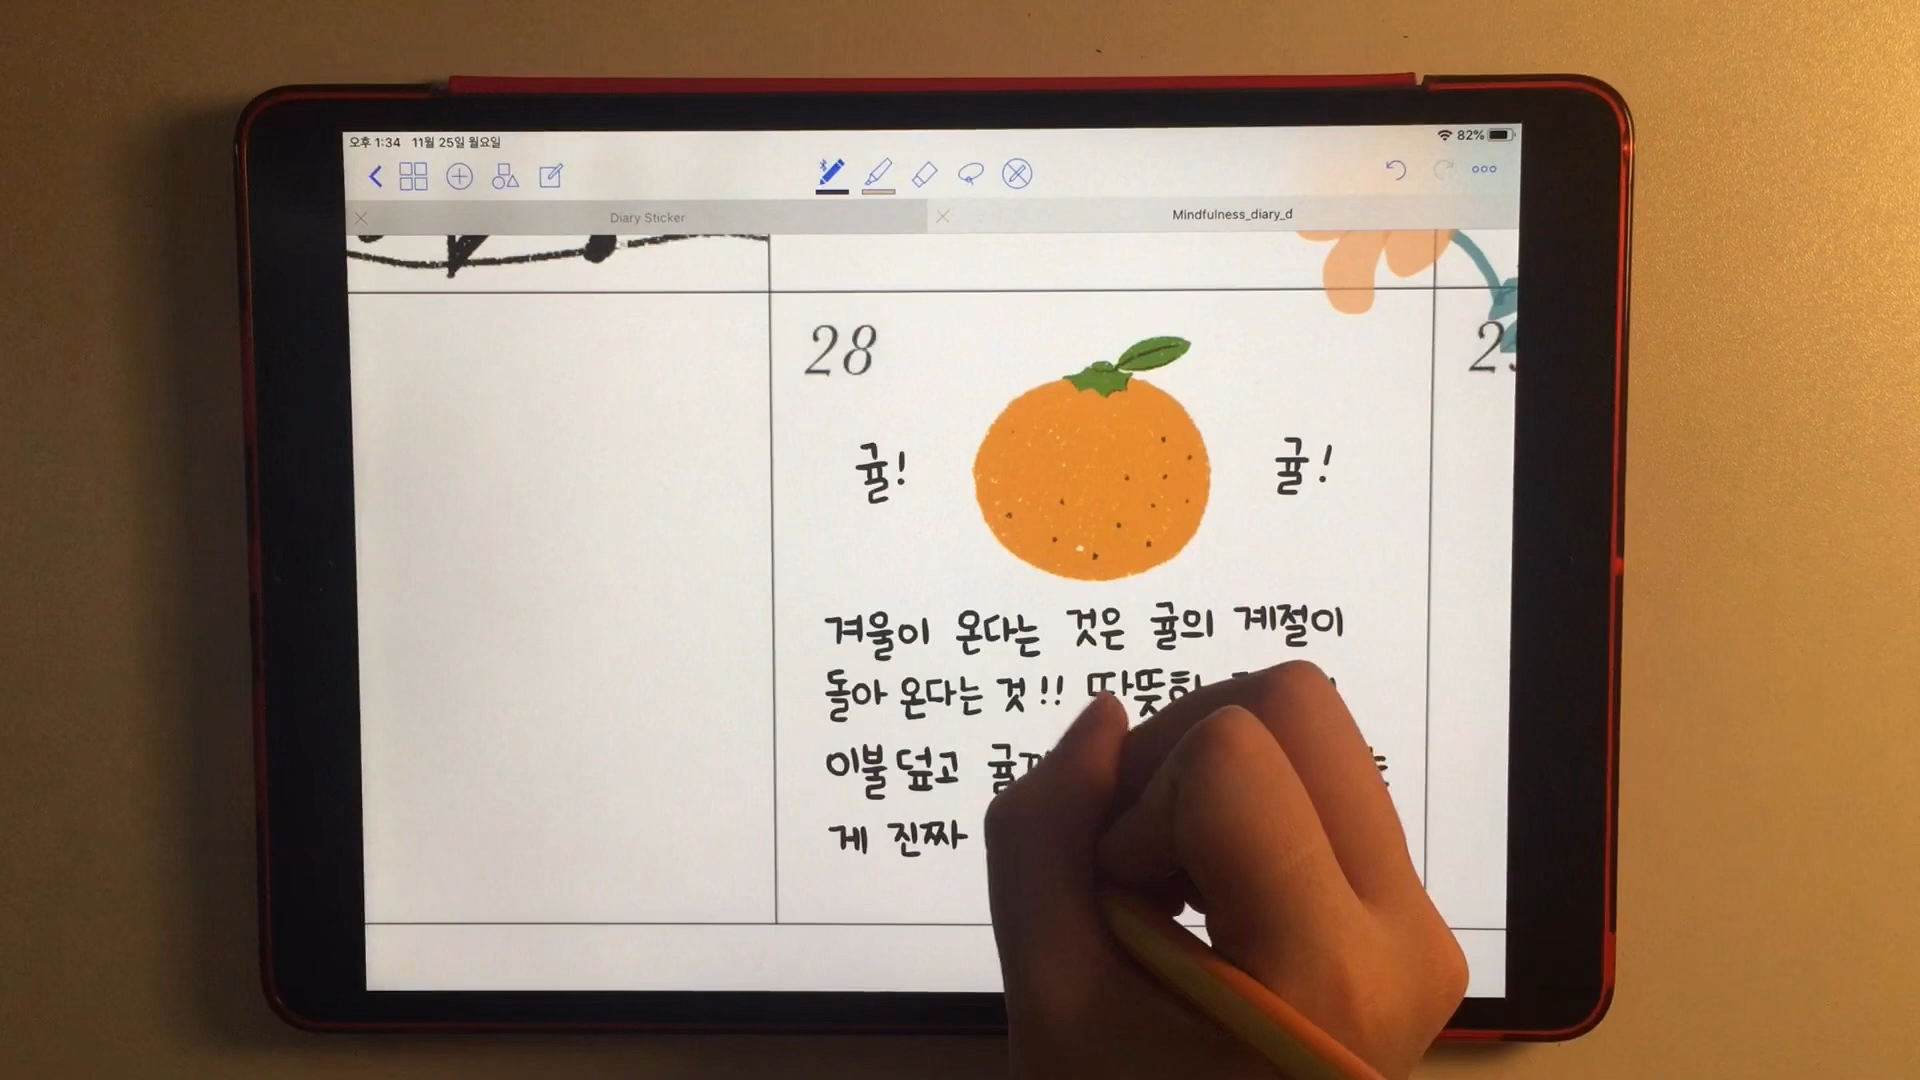 오후 1:34 11월 25일 월요일
82%
Diary Sticker
Mindfulness_diary_d
28
귤!
귤!
겨울이 온다는 것은 귤의 계절이
돌아 온다는 것!! 따뜻한
이불 덮고
게 진짜